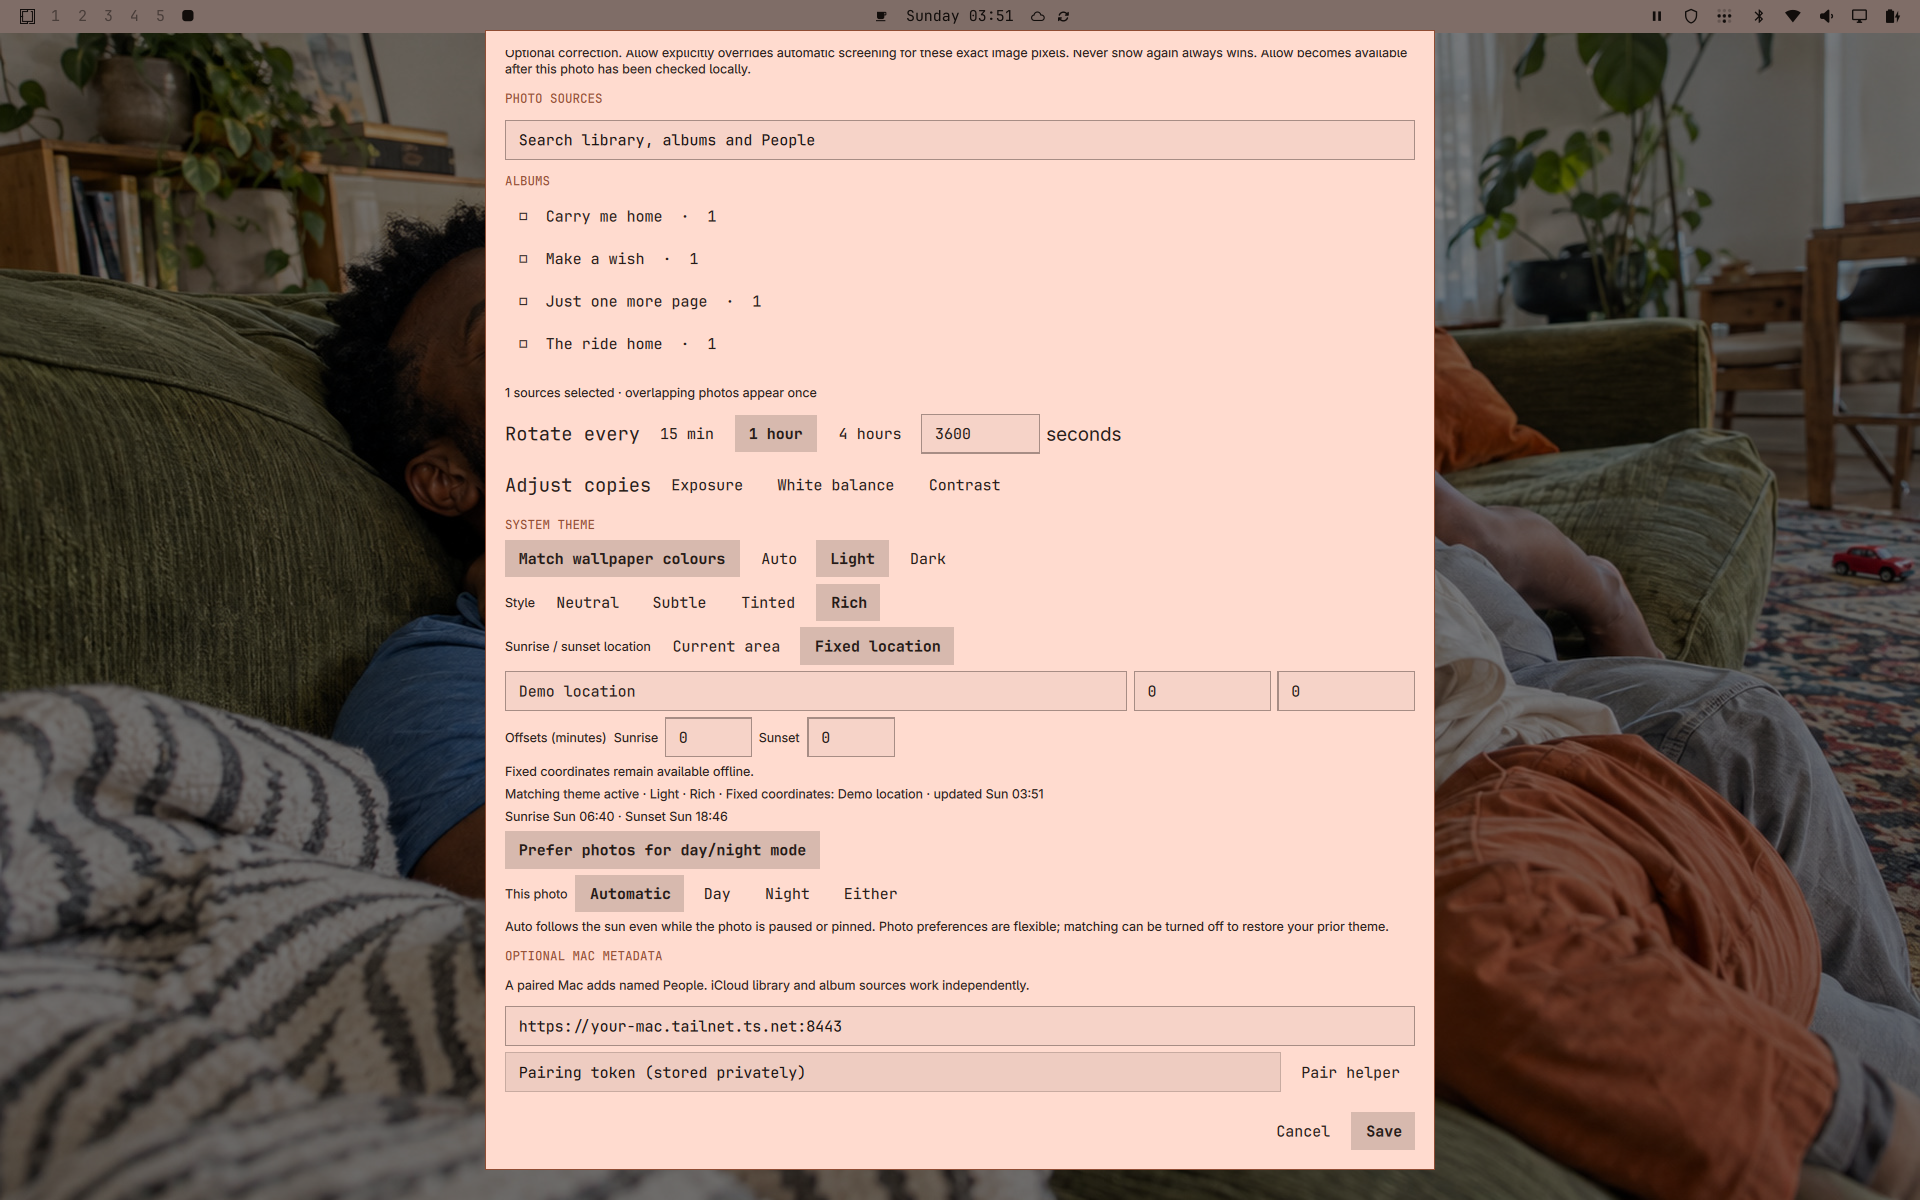 1 2 3 4 5
Sunday 03:51
Optional correction. Allow explicitly overrides automatic screening for these exact image pixels. Never show again always wins. Allow becomes available
after this photo has been checked locally.
PHOTO SOURCES
Search library, albums and People
ALBUMS
Carry me home · 1
Make a wish · 1
Just one more page · 1
The ride home · 1
1 sources selected · overlapping photos appear once
Rotate every 15 min 1 hour 4 hours 3600 seconds
Adjust copies Exposure White balance Contrast
SYSTEM THEME
Match wallpaper colours Auto Light Dark
Style Neutral Subtle Tinted Rich
Sunrise / sunset location Current area Fixed location
Demo location 0 0
Offsets (minutes) Sunrise 0 Sunset 0
Fixed coordinates remain available offline.
Matching theme active · Light · Rich · Fixed coordinates: Demo location · updated Sun 03:51
Sunrise Sun 06:40 · Sunset Sun 18:46
Prefer photos for day/night mode
This photo Automatic Day Night Either
Auto follows the sun even while the photo is paused or pinned. Photo preferences are flexible; matching can be turned off to restore your prior theme.
OPTIONAL MAC METADATA
A paired Mac adds named People. iCloud library and album sources work independently.
https://your-mac.tailnet.ts.net:8443
Pairing token (stored privately) Pair helper
Cancel Save